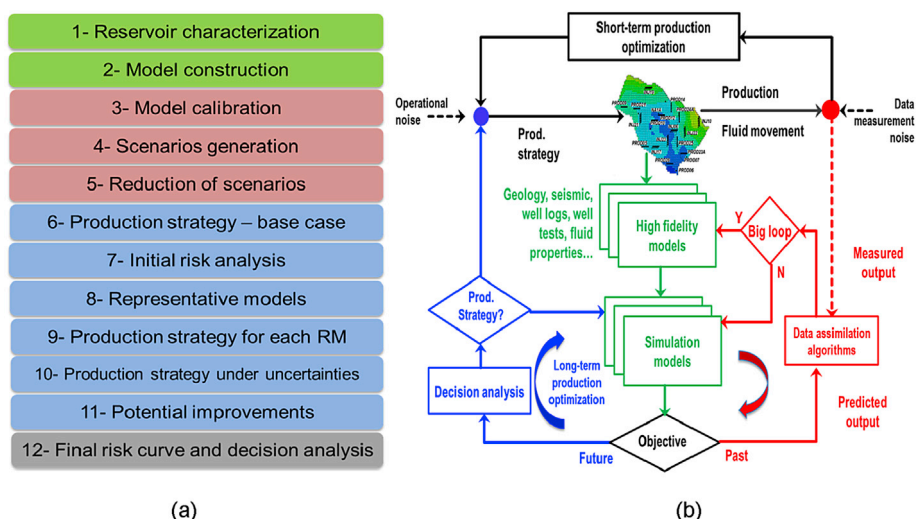 1- Reservoir characterization
2- Model construction
3- Model calibration
4- Scenarios generation
5- Reduction of scenarios
6- Production strategy – base case
7- Initial risk analysis
8- Representative models
9- Production strategy for each RM
10- Production strategy under uncertainties
11- Potential improvements
12- Final risk curve and decision analysis
(a)
Short-term production
optimization
Operational
noise
Prod.
strategy
Production
Fluid movement
Data
measurement
noise
Geology, seismic,
well logs, well
tests, fluid
properties...
High fidelity
models
Y
Big loop
N
Measured
output
Prod.
Strategy?
Simulation
models
Data assimilation
algorithms
Long-term
production
optimization
Decision analysis
Predicted
output
Objective
Future
Past
(b)